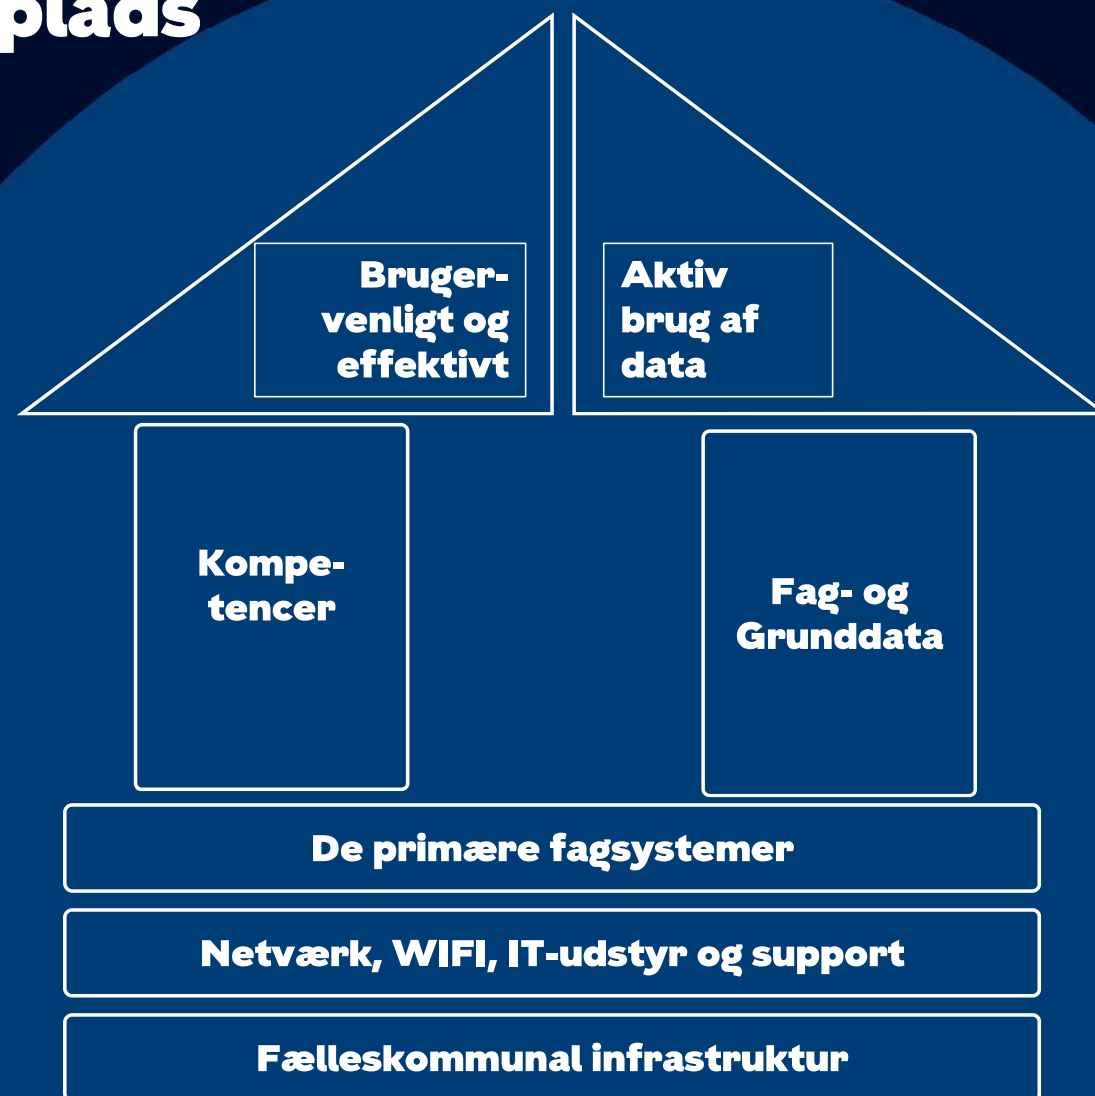 plads
Bruger-
venligt og
effektivt
Aktiv
brug af
data
Kompe-
tencer
Fag- og
Grunddata
De primære fagsystemer
Netværk, WIFI, IT-udstyr og support
Fælleskommunal infrastruktur